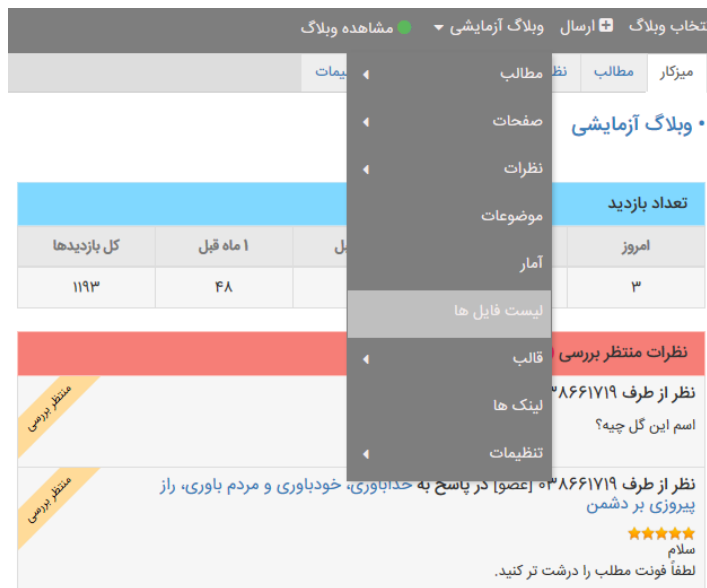 انتخاب وبلاگ ارسال وبلاگ آزمایشی مشاهده وبلاگ
میزکار مطالب
وبلاگ آزمایشی
مطالب
صفحات
نظرات
موضوعات
آمار
لیست فایل ها
قالب
لینک ها
تنظیمات
تعداد بازدید
امروز ۱ ماه قبل کل بازدیدها
۳ ۴۸ ۱۱۹۳
نظرات منتظر بررسی
نظر از طرف ۳۸۶۶۱۷۱۹
منتظر بررسی
اسم این گل چیه؟
نظر از طرف ۰۳۸۶۶۱۷۱۹ [عضو] در پاسخ به خداباوری، خودباوری و مردم باوری، راز
پیروزی بر دشمن
منتظر بررسی
سلام
لطفاً فونت مطلب را درشت تر کنید.